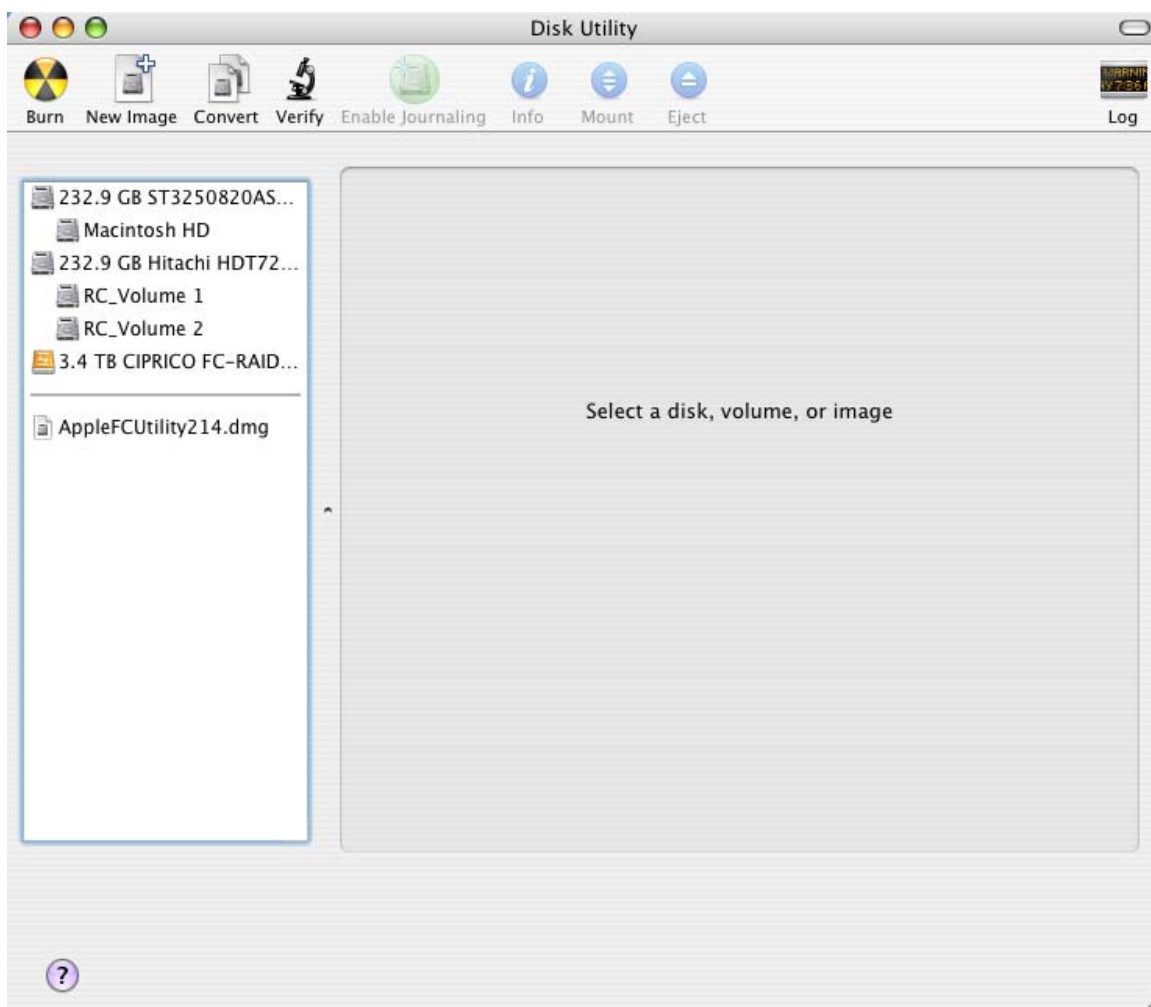 Disk Utility
Burn New Image Convert Verify Enable Journaling Info Mount Eject Log
232.9 GB ST3250820AS...
Macintosh HD
232.9 GB Hitachi HDT72...
RC_Volume 1
RC_Volume 2
3.4 TB CIPRICO FC-RAID...
AppleFCUtility214.dmg
Select a disk, volume, or image
?